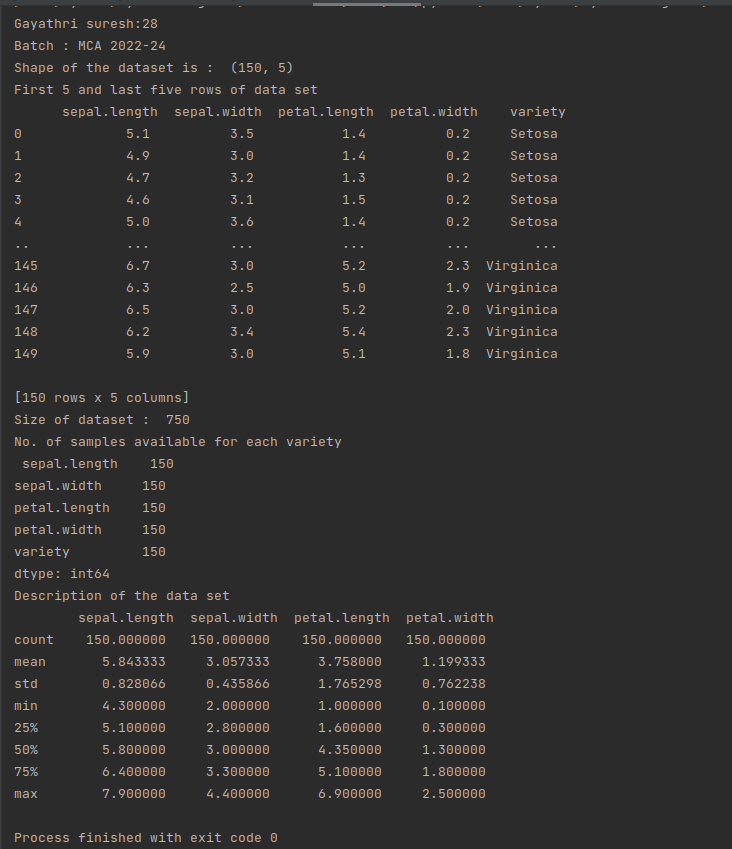 Gayathri suresh:28
Batch : MCA 2022-24
Shape of the dataset is :  (150, 5)
First 5 and last five rows of data set
      sepal.length  sepal.width  petal.length  petal.width    variety
0             5.1          3.5           1.4          0.2     Setosa
1             4.9          3.0           1.4          0.2     Setosa
2             4.7          3.2           1.3          0.2     Setosa
3             4.6          3.1           1.5          0.2     Setosa
4             5.0          3.6           1.4          0.2     Setosa
..            ...          ...           ...          ...        ...
145           6.7          3.0           5.2          2.3  Virginica
146           6.3          2.5           5.0          1.9  Virginica
147           6.5          3.0           5.2          2.0  Virginica
148           6.2          3.4           5.4          2.3  Virginica
149           5.9          3.0           5.1          1.8  Virginica
[150 rows x 5 columns]
Size of dataset :  750
No. of samples available for each variety
 sepal.length    150
sepal.width     150
petal.length    150
petal.width     150
variety         150
dtype: int64
Description of the data set
        sepal.length  sepal.width  petal.length  petal.width
count    150.000000   150.000000    150.000000   150.000000
mean       5.843333     3.057333      3.758000     1.199333
std        0.828066     0.435866      1.765298     0.762238
min        4.300000     2.000000      1.000000     0.100000
25%        5.100000     2.800000      1.600000     0.300000
50%        5.800000     3.000000      4.350000     1.300000
75%        6.400000     3.300000      5.100000     1.800000
max        7.900000     4.400000      6.900000     2.500000
Process finished with exit code 0